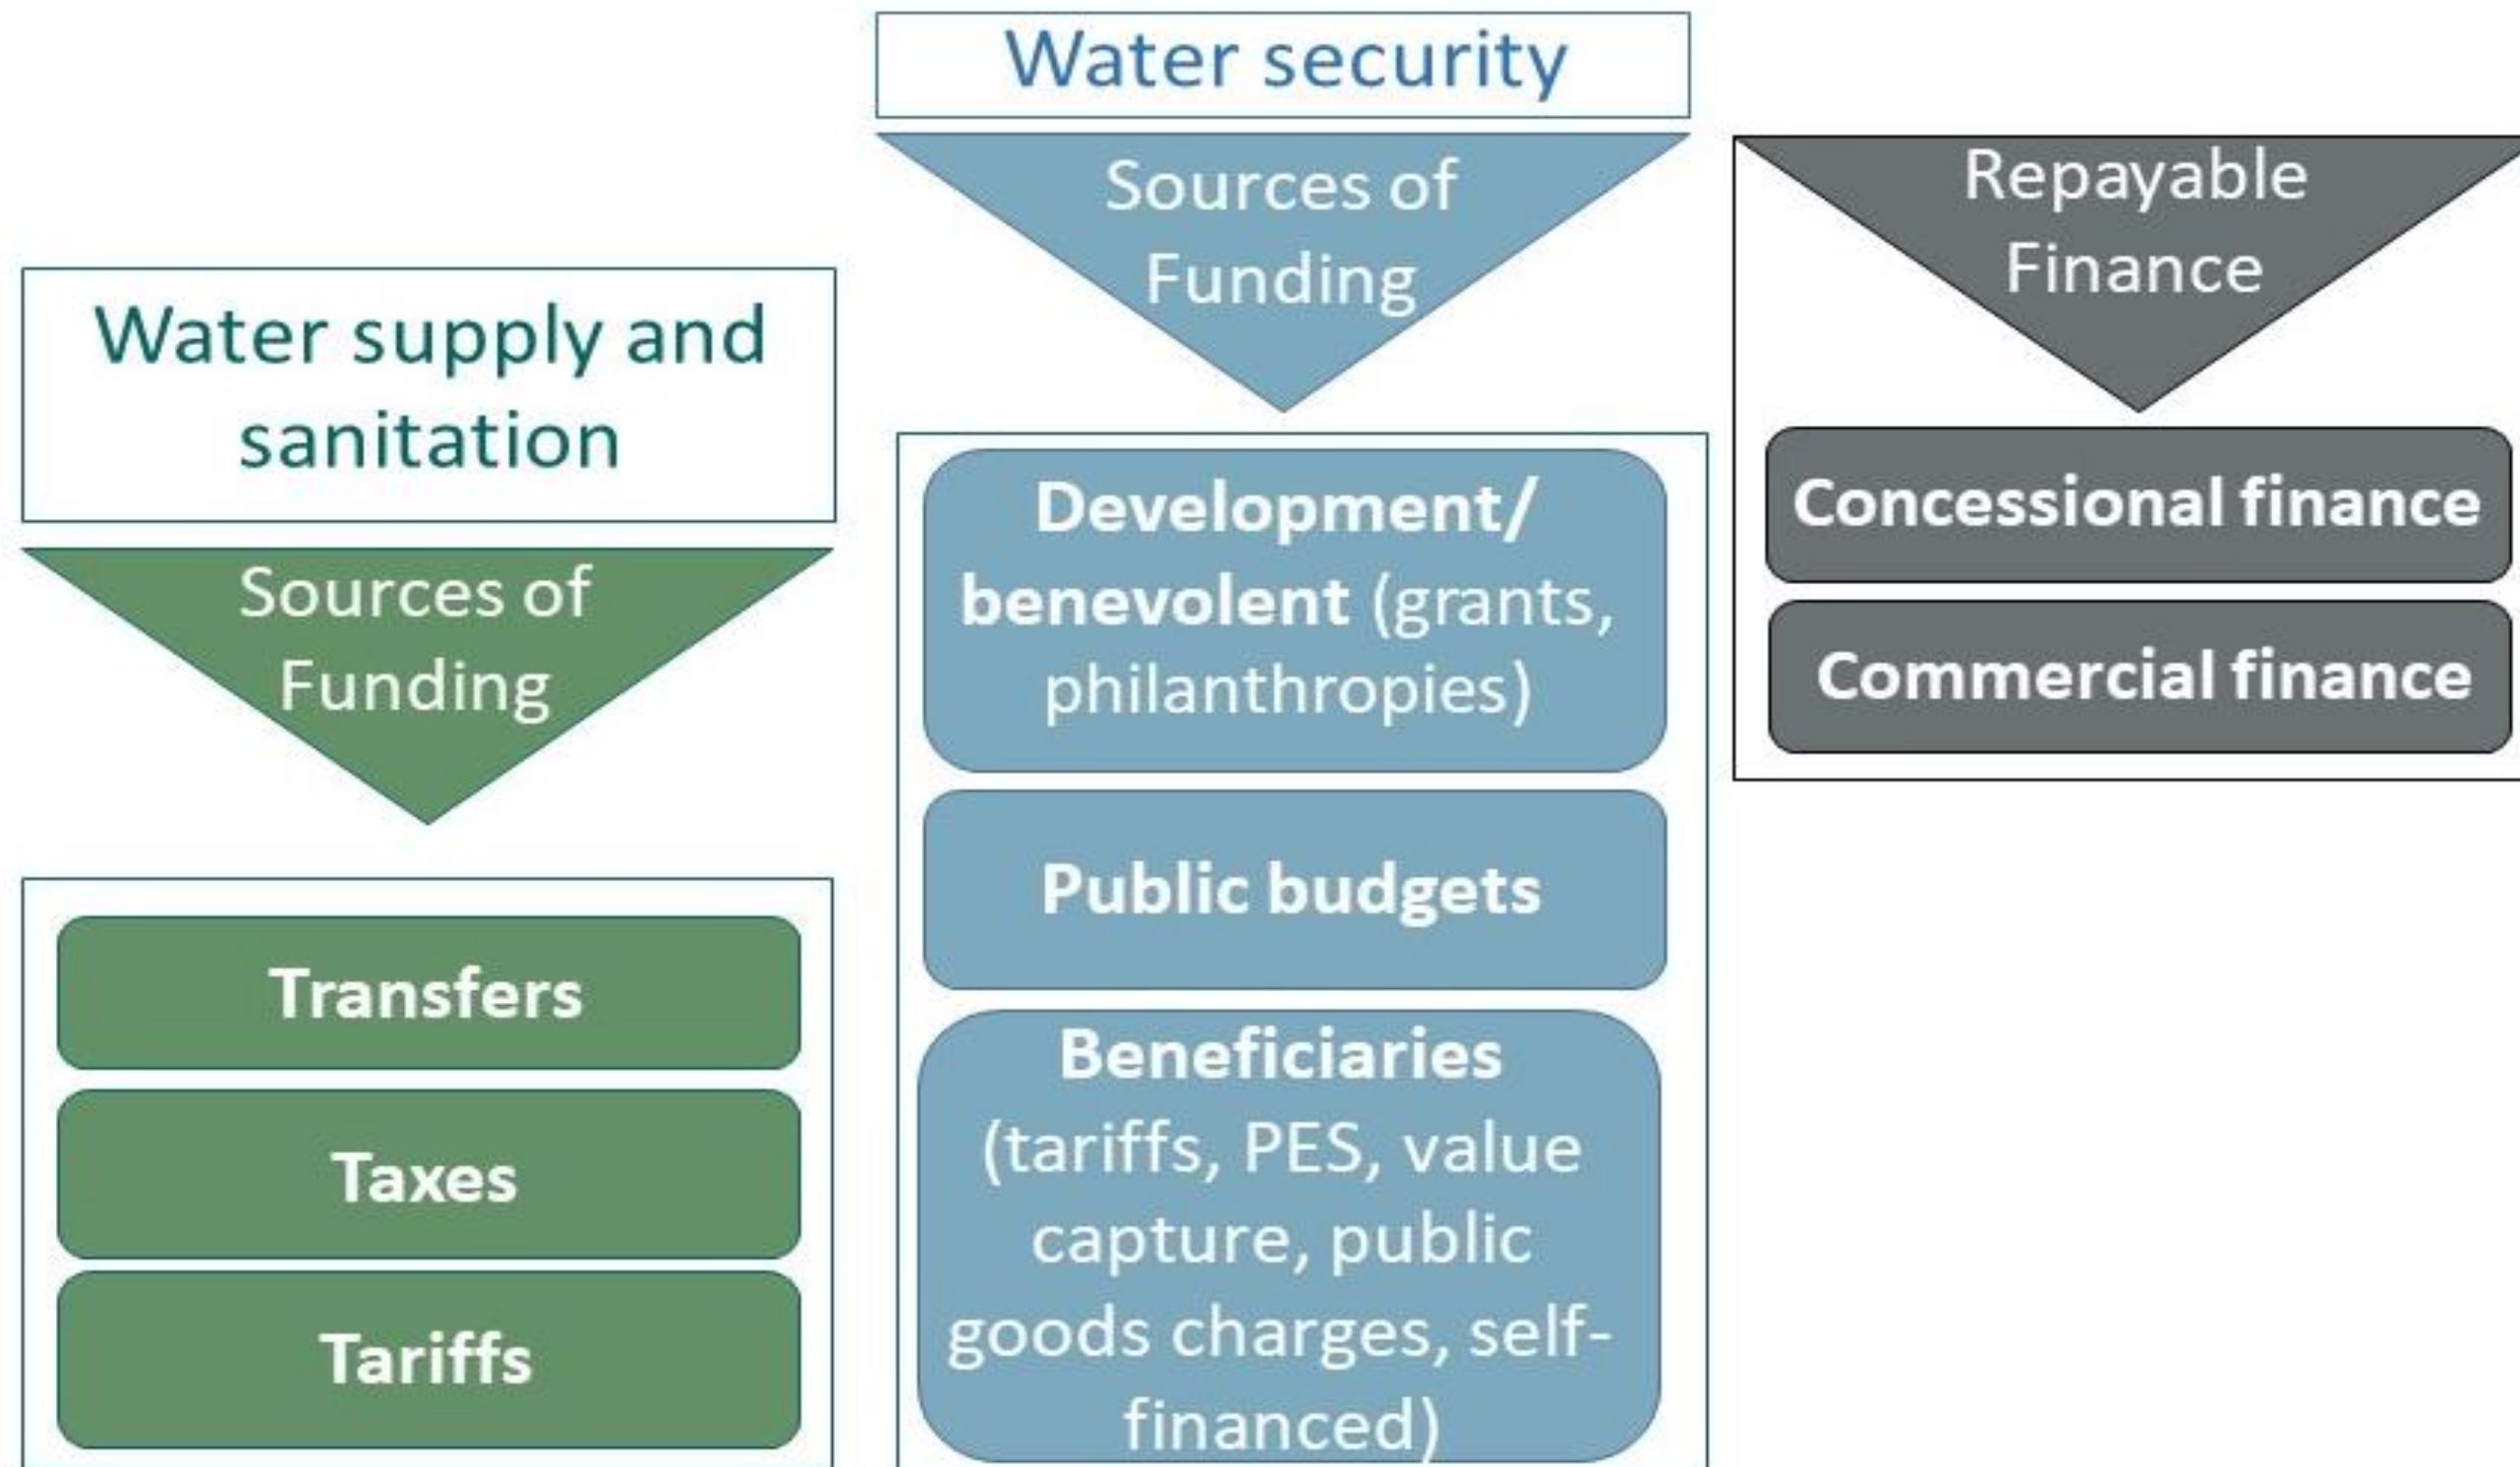 Water supply and
sanitation
Sources of
Funding
Transfers
Taxes
Tariffs
Water security
Sources of
Funding
Development/
benevolent (grants,
philanthropies)
Public budgets
Beneficiaries
(tariffs, PES, value
capture, public
goods charges, self-
financed)
Repayable
Finance
Concessional finance
Commercial finance